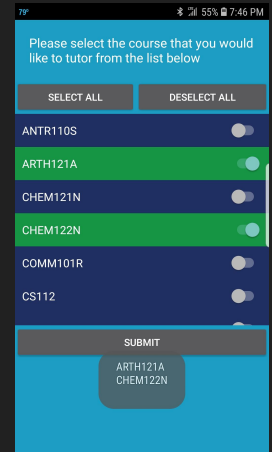 79° 55% 7:46 PM
Please select the course that you would
like to tutor from the list below
SELECT ALL DESELECT ALL
ANTR110S
ARTH121A
CHEM121N
CHEM122N
COMM101R
CS112
SUBMIT
ARTH121A
CHEM122N